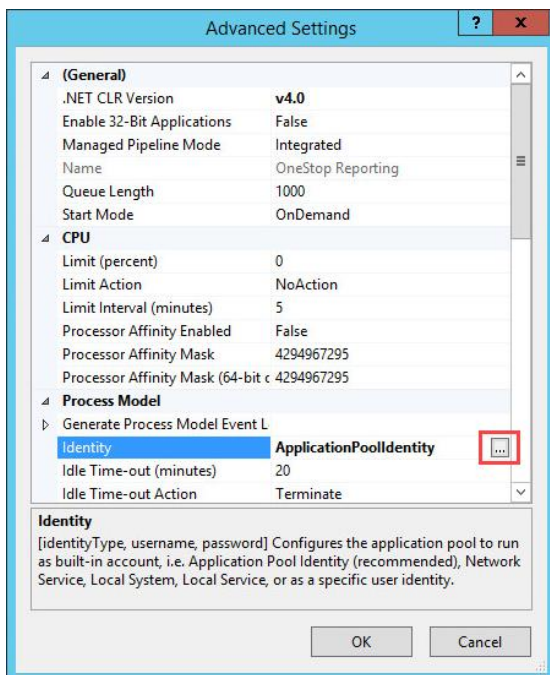 Advanced Settings
? x
(General)
.NET CLR Version v4.0
Enable 32-Bit Applications False
Managed Pipeline Mode Integrated
Name OneStop Reporting
Queue Length 1000
Start Mode OnDemand
CPU
Limit (percent) 0
Limit Action NoAction
Limit Interval (minutes) 5
Processor Affinity Enabled False
Processor Affinity Mask 4294967295
Processor Affinity Mask (64-bit c 4294967295
Process Model
Generate Process Model Event L
Identity ApplicationPoolIdentity ...
Idle Time-out (minutes) 20
Idle Time-out Action Terminate
Identity
[identityType, username, password] Configures the application pool to run
as built-in account, i.e. Application Pool Identity (recommended), Network
Service, Local System, Local Service, or as a specific user identity.
OK Cancel